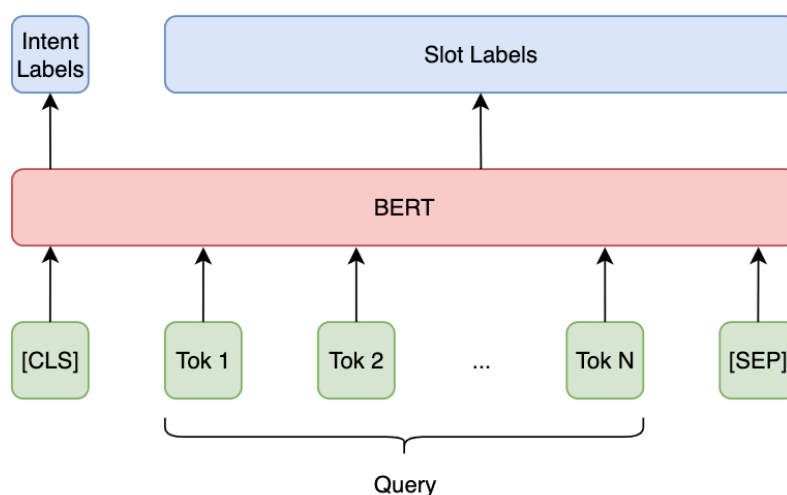 Intent
Labels
Slot Labels
BERT
[CLS]
Tok 1
Tok 2
...
Tok N
[SEP]
Query